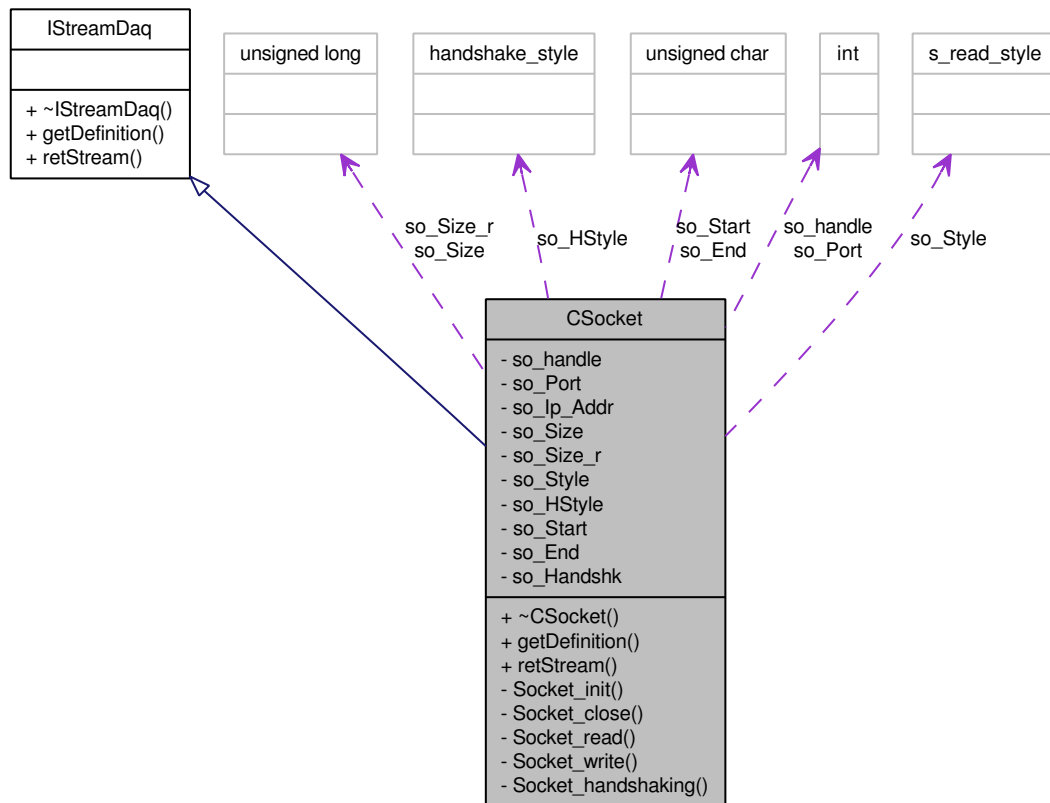 IStreamDaq
+ ~IStreamDaq()
+ getDefinition()
+ retStream()
unsigned long
handshake_style
unsigned char
int
s_read_style
so_Size_r
so_Size
so_HStyle
so_Start
so_End
so_handle
so_Port
so_Style
CSocket
- so_handle
- so_Port
- so_Ip_Addr
- so_Size
- so_Size_r
- so_Style
- so_HStyle
- so_Start
- so_End
- so_Handshk
+ ~CSocket()
+ getDefinition()
+ retStream()
- Socket_init()
- Socket_close()
- Socket_read()
- Socket_write()
- Socket_handshaking()